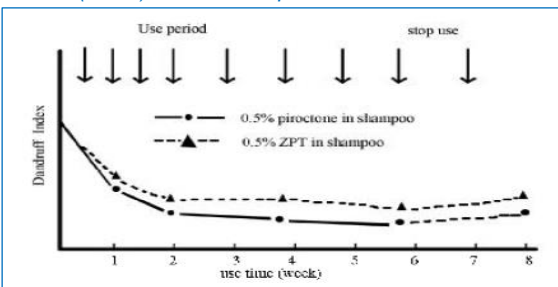 Use period
stop use
0.5% piroctone in shampoo
0.5% ZPT in shampoo
Dandruff Index
1 2 3 4 5 6 7 8
use time (week)